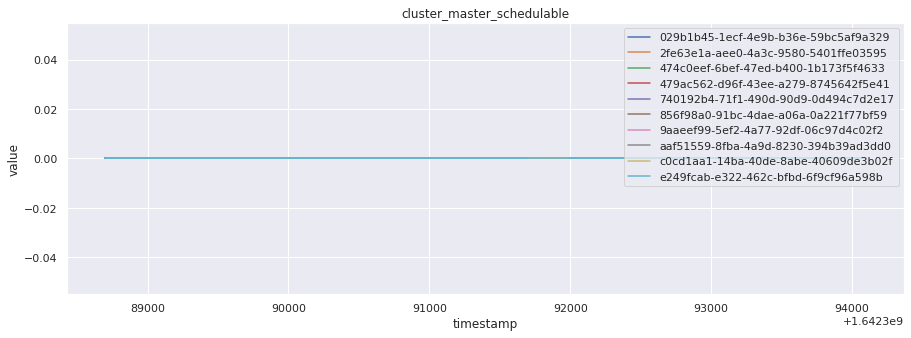 cluster_master_schedulable
029b1b45-1ecf-4e9b-b36e-59bc5af9a329
2fe63e1a-aee0-4a3c-9580-5401ffe03595
474c0eef-6bef-47ed-b400-1b173f5f4633
479ac562-d96f-43ee-a279-8745642f5e41
740192b4-71f1-490d-90d9-0d494c7d2e17
856f98a0-91bc-4dae-a06a-0a221f77bf59
9aaeef99-5ef2-4a77-92df-06c97d4c02f2
aaf51559-8fba-4a9d-8230-394b39ad3dd0
c0cd1aa1-14ba-40de-8abe-40609de3b02f
e249fcab-e322-462c-bfbd-6f9cf96a598b
0.04
0.02
0.00
−0.02
−0.04
value
89000 90000 91000 92000 93000 94000
+1.6423e9
timestamp